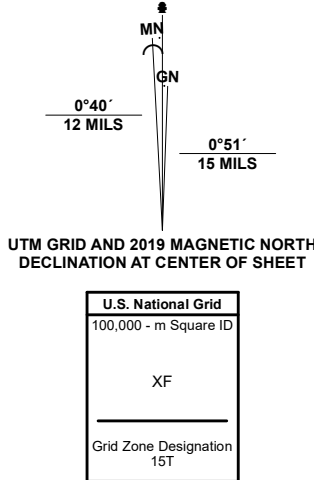 MN
GN
0°40´
12 MILS
0°51´
15 MILS
UTM GRID AND 2019 MAGNETIC NORTH
DECLINATION AT CENTER OF SHEET
U.S. National Grid
100,000 - m Square ID
XF
Grid Zone Designation
15T